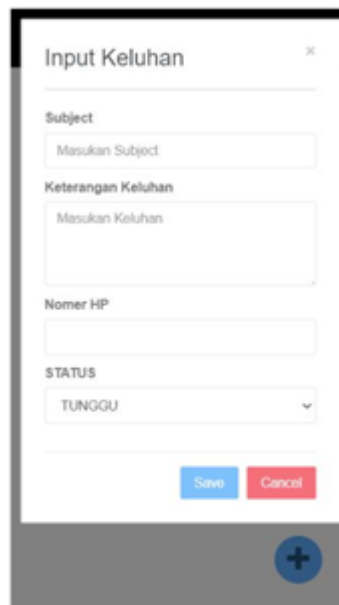 Input Keluhan
×
Subject
Masukan Subject
Keterangan Keluhan
Masukan Keluhan
Nomer HP
STATUS
TUNGGU
Save Cancel